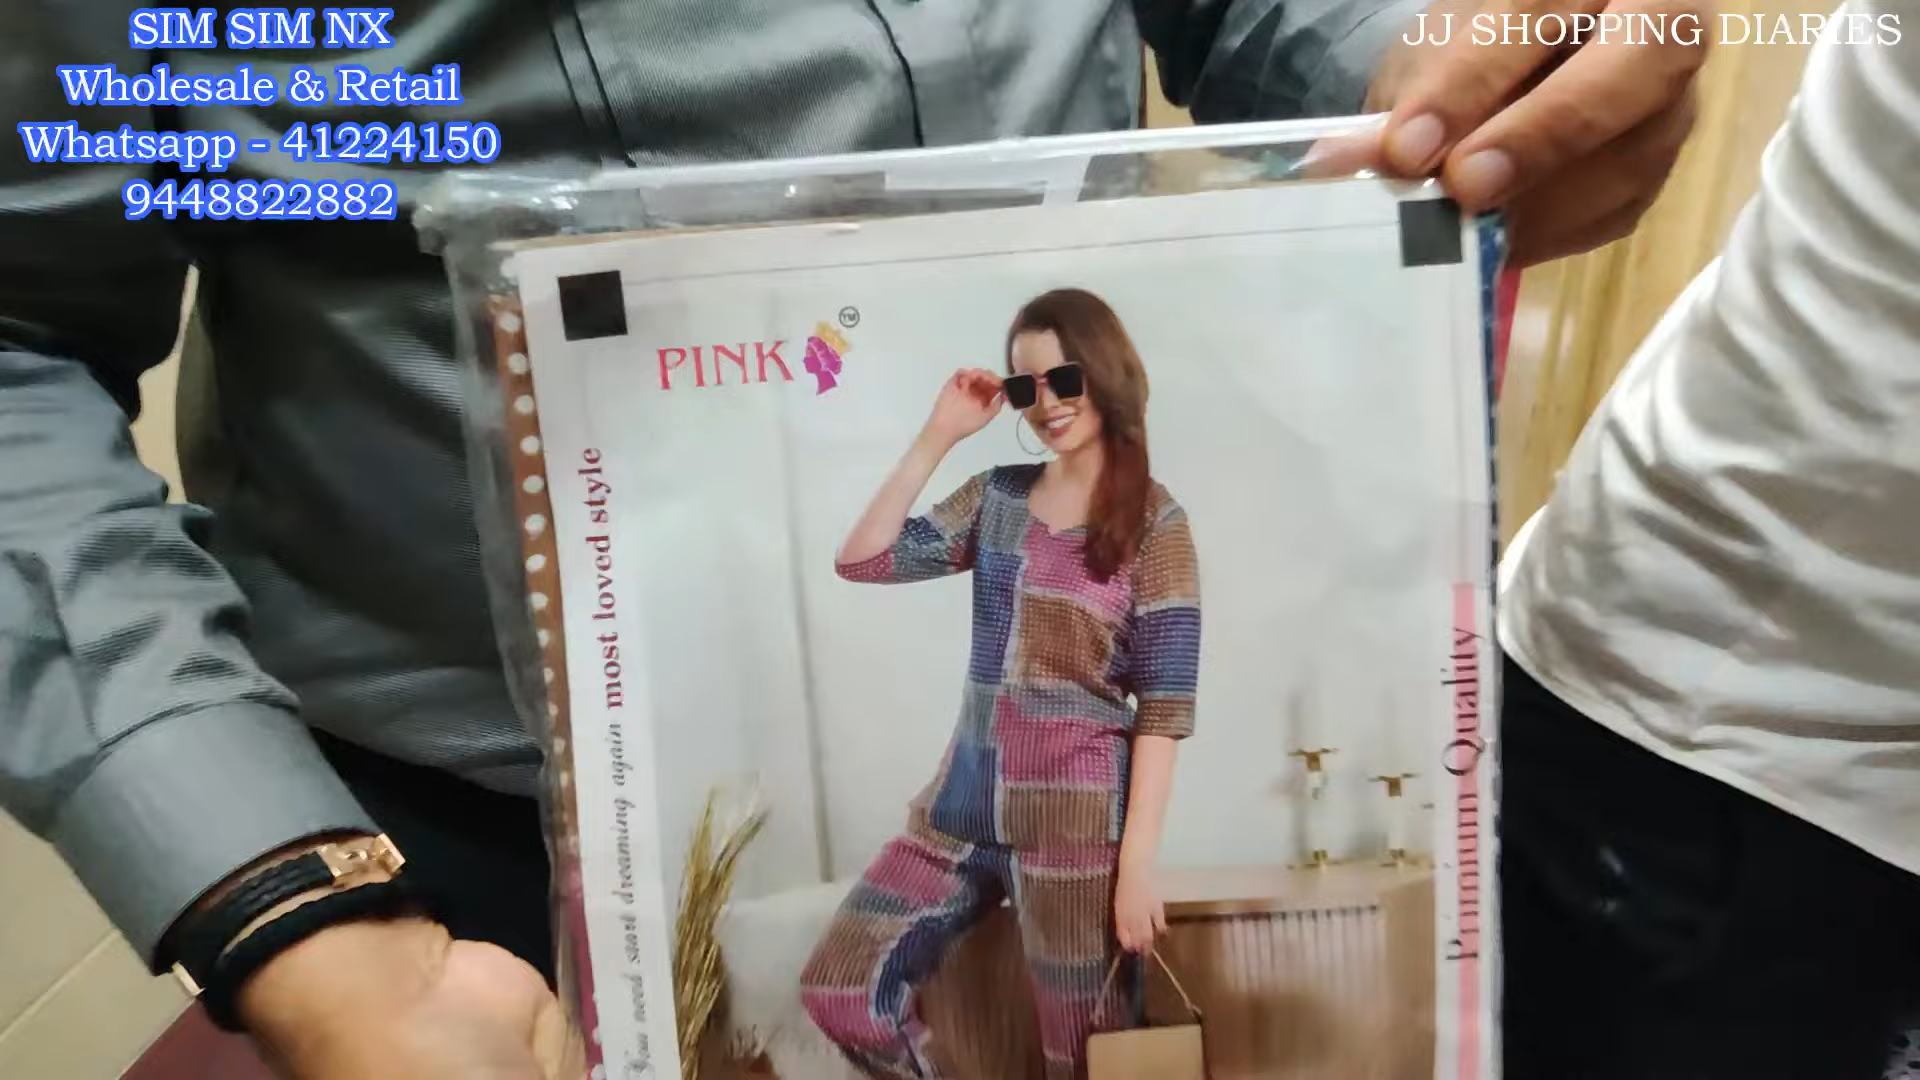 SIM SIM NX
Wholesale & Retail
Whatsapp - 41224150
9448822882
JJ SHOPPING DIARIES
PINK
TM
You need start dreaming again most loved style
Priminum Quality